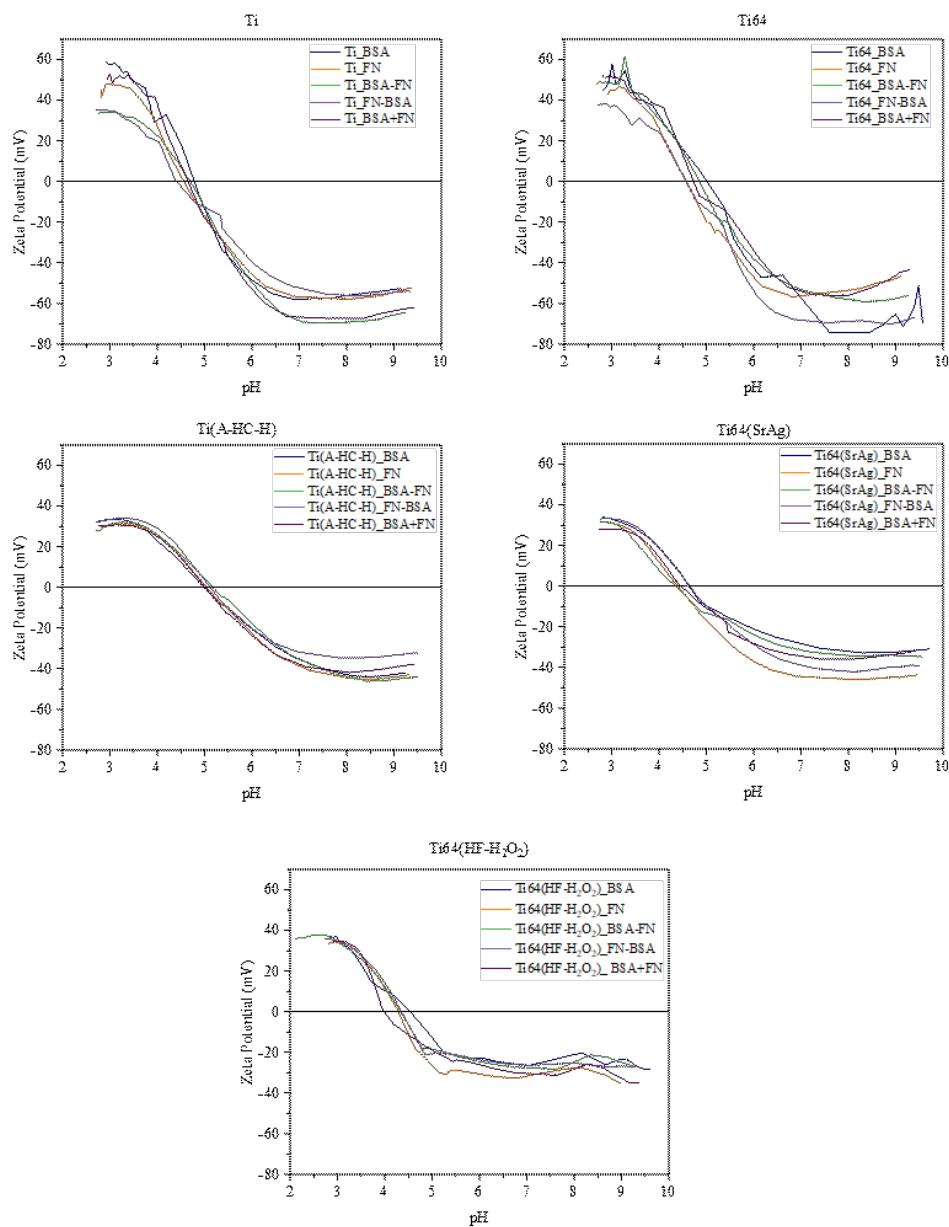 Ti
Ti_BSA
Ti_FN
Ti_BSA-FN
Ti_FN-BSA
Ti_BSA+FN
Zeta Potential (mV)
60
40
20
0
-20
-40
-60
-80
2 3 4 5 6 7 8 9 10
pH
Ti64
Ti64_BSA
Ti64_FN
Ti64_BSA-FN
Ti64_FN-BSA
Ti64_BSA+FN
Zeta Potential (mV)
60
40
20
0
-20
-40
-60
-80
2 3 4 5 6 7 8 9 10
pH
Ti(A-HC-H)
Ti(A-HC-H)_BSA
Ti(A-HC-H)_FN
Ti(A-HC-H)_BSA-FN
Ti(A-HC-H)_FN-BSA
Ti(A-HC-H)_BSA+FN
Zeta Potential (mV)
60
40
20
0
-20
-40
-60
-80
2 3 4 5 6 7 8 9 10
pH
Ti64(SrAg)
Ti64(SrAg)_BSA
Ti64(SrAg)_FN
Ti64(SrAg)_BSA-FN
Ti64(SrAg)_FN-BSA
Ti64(SrAg)_BSA+FN
Zeta Potential (mV)
60
40
20
0
-20
-40
-60
-80
2 3 4 5 6 7 8 9 10
pH
Ti64(HF-H₂O₂)
Ti64(HF-H₂O₂)_BSA
Ti64(HF-H₂O₂)_FN
Ti64(HF-H₂O₂)_BSA-FN
Ti64(HF-H₂O₂)_FN-BSA
Ti64(HF-H₂O₂)_ BSA+FN
Zeta Potential (mV)
60
40
20
0
-20
-40
-60
-80
2 3 4 5 6 7 8 9 10
pH